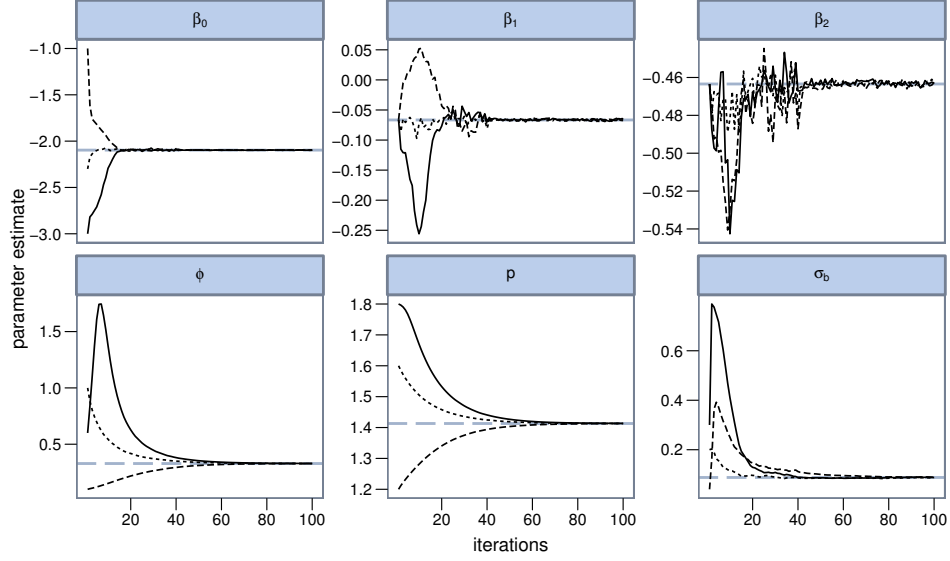 β0
β1
β2
−1.0
−1.5
−2.0
−2.5
−3.0
0.05
0.00
−0.05
−0.10
−0.15
−0.20
−0.25
−0.46
−0.48
−0.50
−0.52
−0.54
parameter estimate
ϕ
p
σb
1.5
1.0
0.5
1.8
1.7
1.6
1.5
1.4
1.3
1.2
0.6
0.4
0.2
20 40 60 80 100
20 40 60 80 100
20 40 60 80 100
iterations